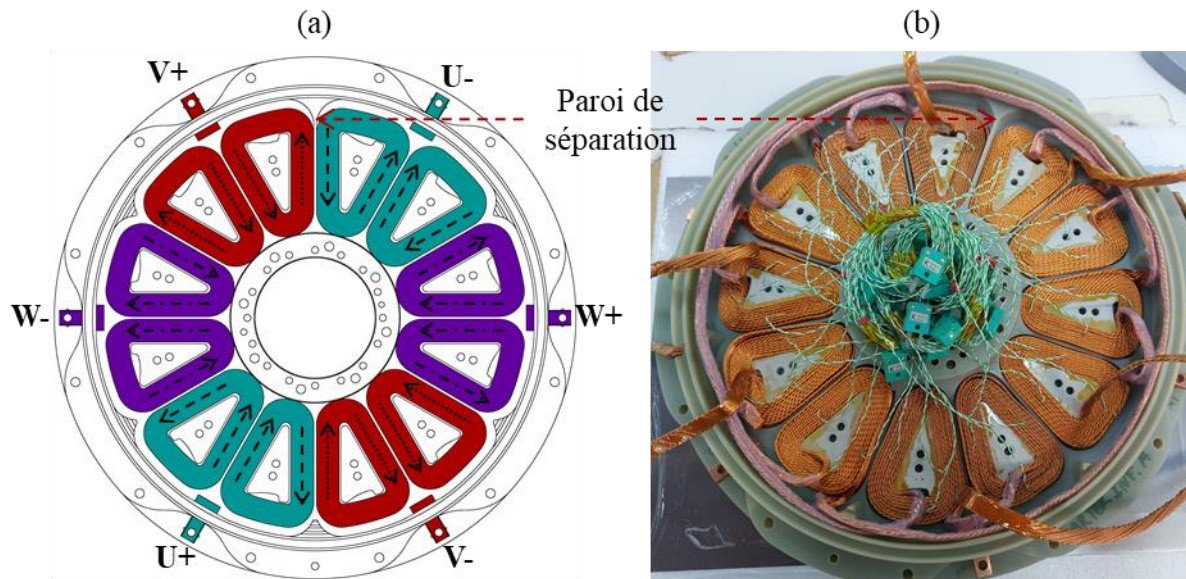 (a)
(b)
V+
U-
Paroi de
séparation
W-
W+
U+
V-